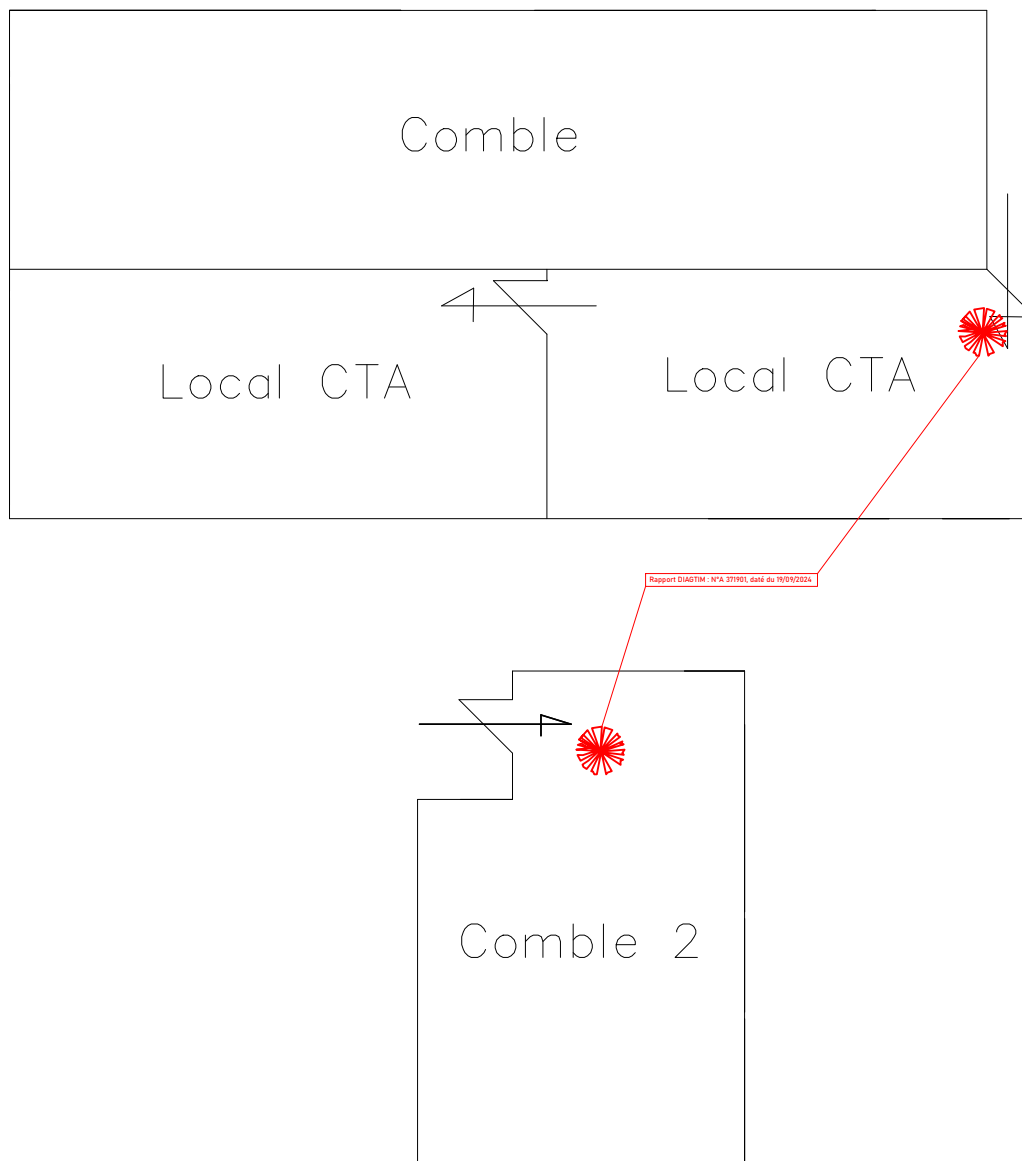 Comble
Local CTA
Local CTA
Rapport DIAGTIM : N°A 371901, daté du 19/09/2024
Comble 2